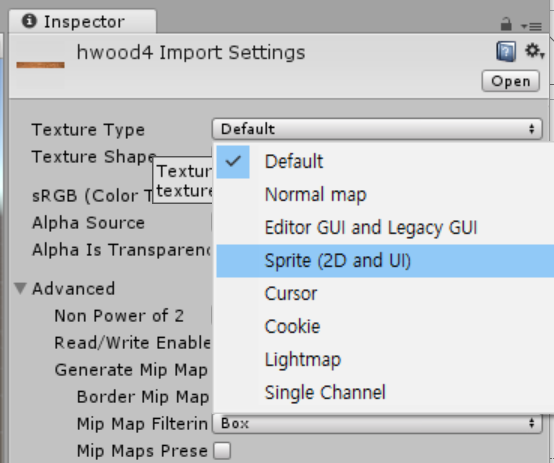 Inspector
hwood4 Import Settings
Open
Texture Type
Default
Texture Shape
Textur
texture
sRGB (Color T
Alpha Source
Alpha Is Transparenc
Default
Normal map
Editor GUI and Legacy GUI
Sprite (2D and UI)
Cursor
Cookie
Lightmap
Single Channel
Advanced
Non Power of 2
Read/Write Enable
Generate Mip Map
Border Mip Map
Mip Map Filterin
Box
Mip Maps Prese